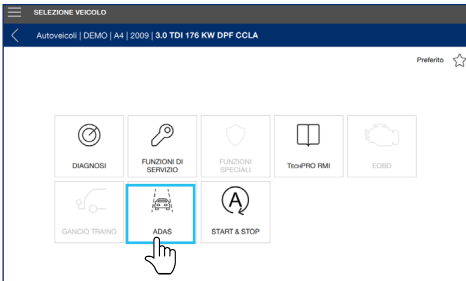 SELEZIONE VEICOLO
Autoveicoli | DEMO | A4 | 2009 | 3.0 TDI 176 KW DPF CCLA
Preferito
DIAGNOSI
FUNZIONI DI
SERVIZIO
FUNZIONI
SPECIALI
TECHPRO RMI
EOBD
GANCIO TRAINO
ADAS
A
START & STOP